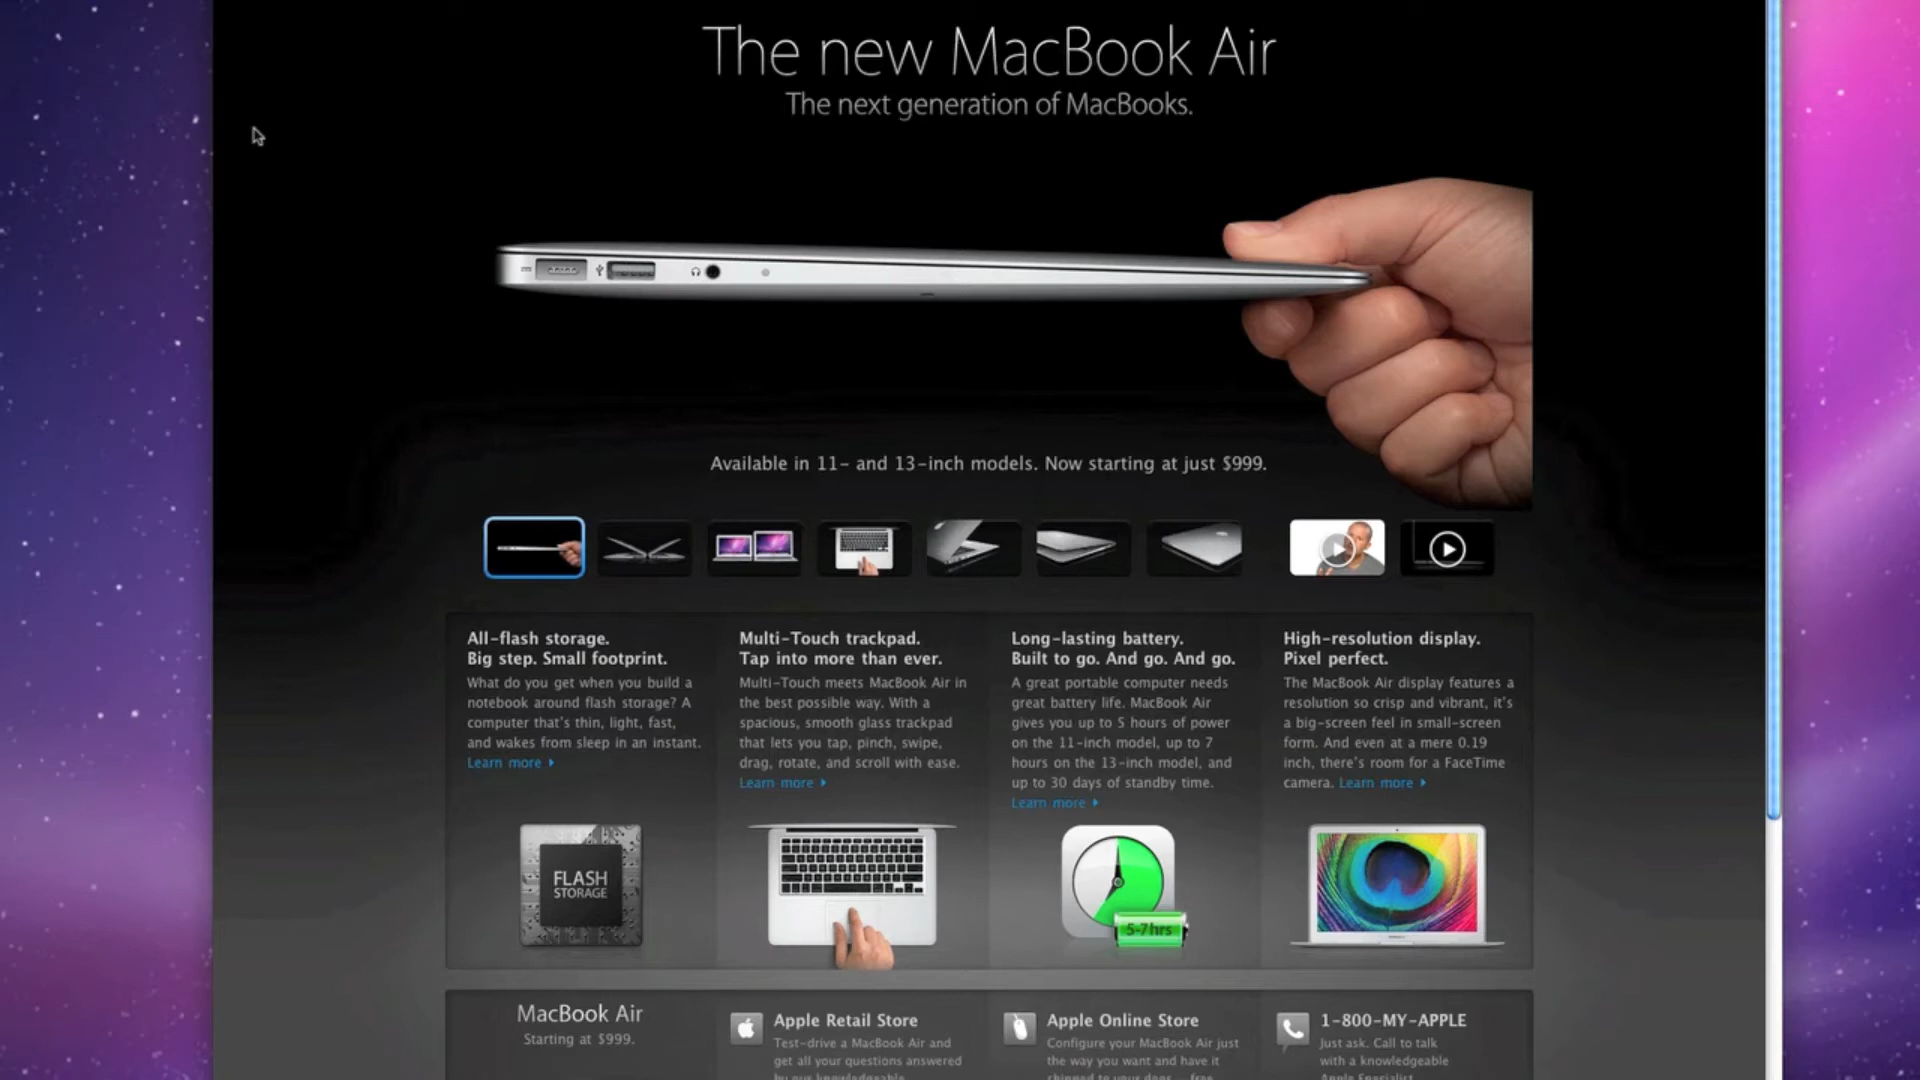 The new MacBook Air
The next generation of MacBooks.
Available in 11- and 13-inch models. Now starting at just $999.
All-flash storage.
Big step. Small footprint.
What do you get when you build a
notebook around flash storage? A
computer that's thin, light, fast,
and wakes from sleep in an instant.
Learn more
Multi-Touch trackpad.
Tap into more than ever.
Multi-Touch meets MacBook Air in
the best possible way. With a
spacious, smooth glass trackpad
that lets you tap, pinch, swipe,
drag, rotate, and scroll with ease.
Learn more
Long-lasting battery.
Built to go. And go. And go.
A great portable computer needs
great battery life. MacBook Air
gives you up to 5 hours of power
on the 11-inch model, up to 7
hours on the 13-inch model, and
up to 30 days of standby time.
Learn more
High-resolution display.
Pixel perfect.
The MacBook Air display features a
resolution so crisp and vibrant, it's
a big-screen feel in small-screen
form. And even at a mere 0.19
inch, there's room for a FaceTime
camera. Learn more
FLASH
STORAGE
5-7hrs
MacBook Air
Starting at $999.
Apple Retail Store
Test-drive a MacBook Air and
get all your questions answered
by our knowledgeable
Apple Online Store
Configure your MacBook Air just
the way you want and have it
shipped to your door — free
1-800-MY-APPLE
Just ask. Call to talk
with a knowledgeable
Apple Specialist